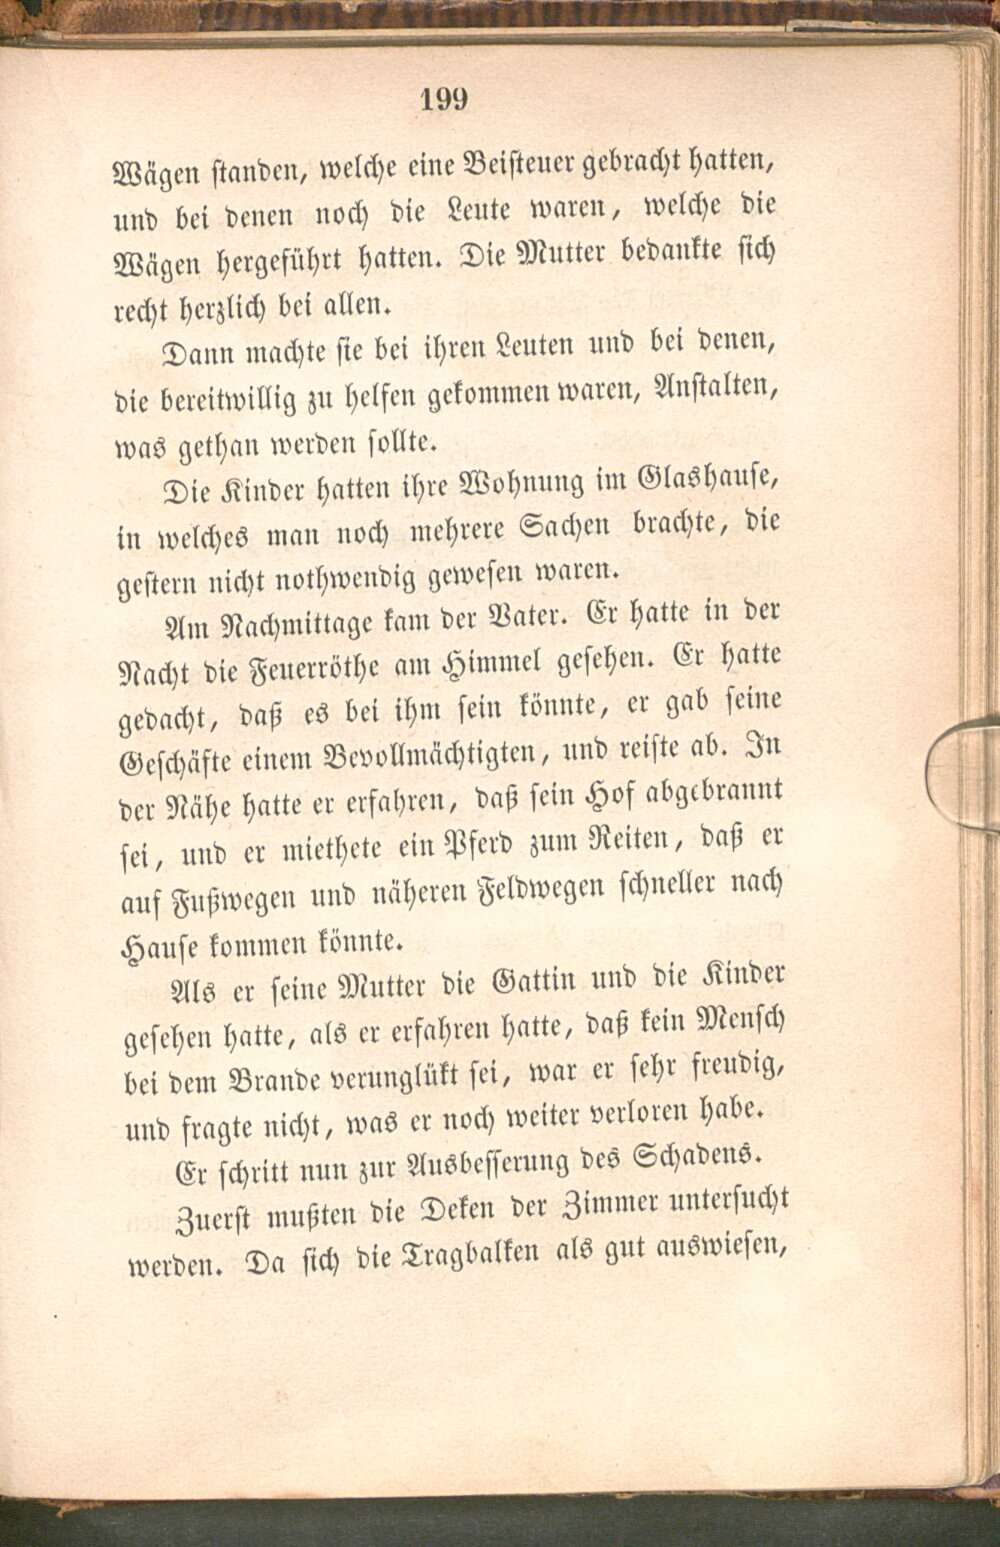 199
Wägen standen, welche eine Beisteuer gebracht hatten,
und bei denen noch die Leute waren, welche die
Wägen hergeführt hatten. Die Mutter bedankte sich
recht herzlich bei allen.
Dann machte sie bei ihren Leuten und bei denen,
die bereitwillig zu helfen gekommen waren, Anstalten,
was gethan werden sollte.
Die Kinder hatten ihre Wohnung im Glashause,
in welches man noch mehrere Sachen brachte, die
gestern nicht nothwendig gewesen waren.
Am Nachmittage kam der Vater. Er hatte in der
Nacht die Feuerröthe am Himmel gesehen. Er hatte
gedacht, daß es bei ihm sein könnte, er gab seine
Geschäfte einem Bevollmächtigten, und reiste ab. In
der Nähe hatte er erfahren, daß sein Hof abgebrannt
sei, und er miethete ein Pferd zum Reiten, daß er
auf Fußwegen und näheren Feldwegen schneller nach
Hause kommen könnte.
Als er seine Mutter die Gattin und die Kinder
gesehen hatte, als er erfahren hatte, daß kein Mensch
bei dem Brande verunglükt sei, war er sehr freudig,
und fragte nicht, was er noch weiter verloren habe.
Er schritt nun zur Ausbesserung des Schadens.
Zuerst mußten die Deken der Zimmer untersucht
werden. Da sich die Tragbalken als gut auswiesen,